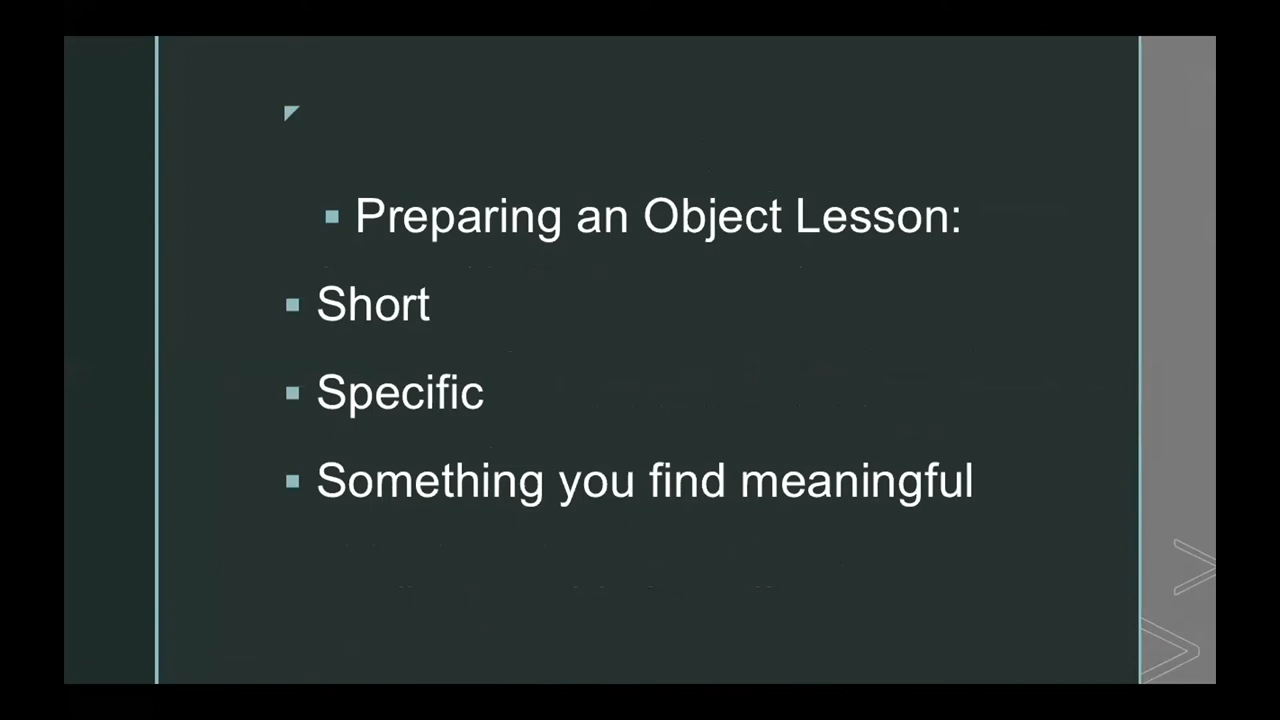 Preparing an Object Lesson:
Short
Specific
Something you find meaningful